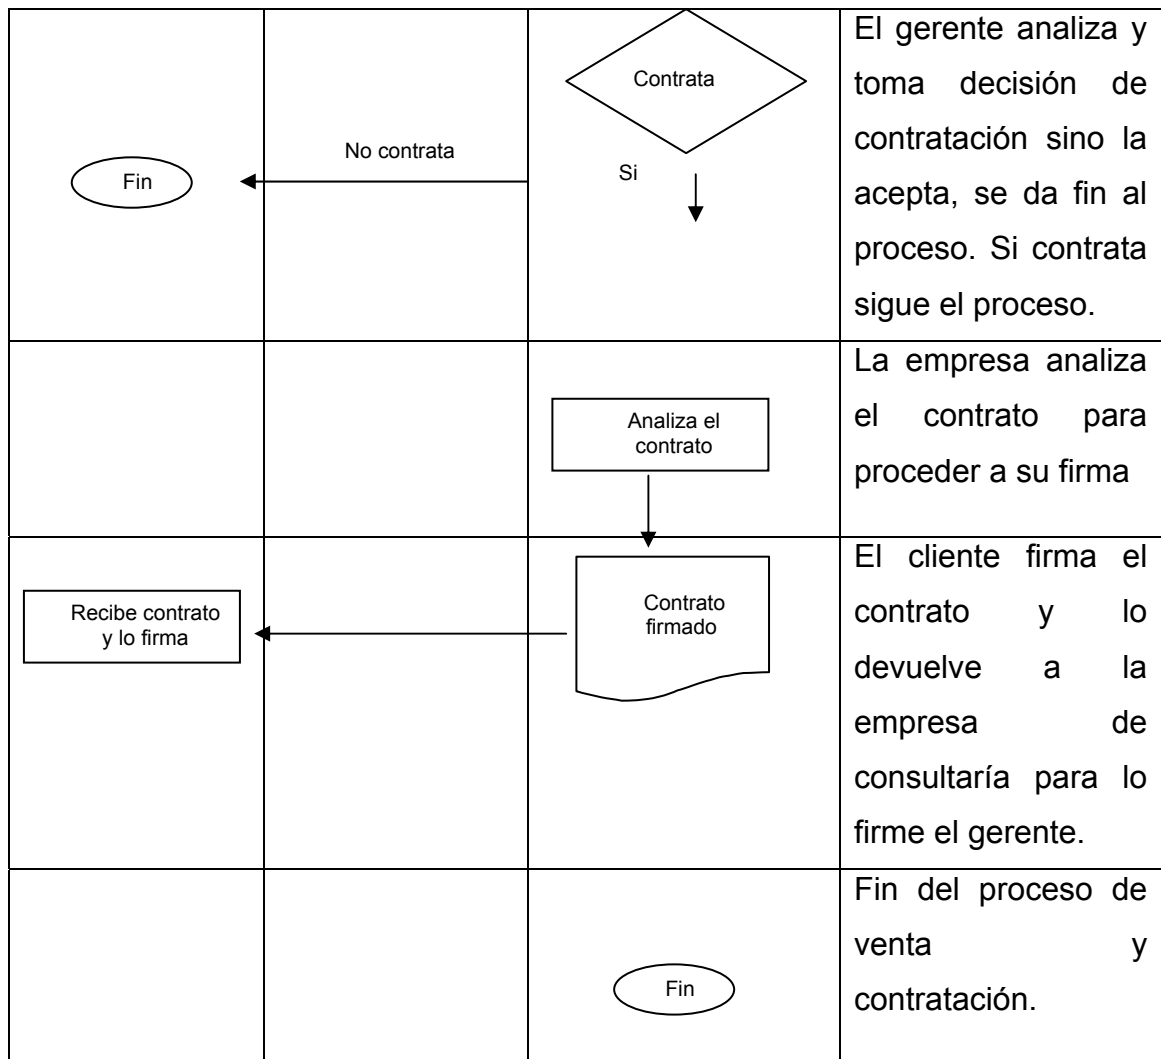 Contrata
No contrata
Fin
Si
El gerente analiza y
toma decisión de
contratación sino la
acepta, se da fin al
proceso. Si contrata
sigue el proceso.
Analiza el
contrato
La empresa analiza
el contrato para
proceder a su firma
Recibe contrato
y lo firma
Contrato
firmado
El cliente firma el
contrato y lo
devuelve a la
empresa de
consultaría para lo
firme el gerente.
Fin
Fin del proceso de
venta y
contratación.